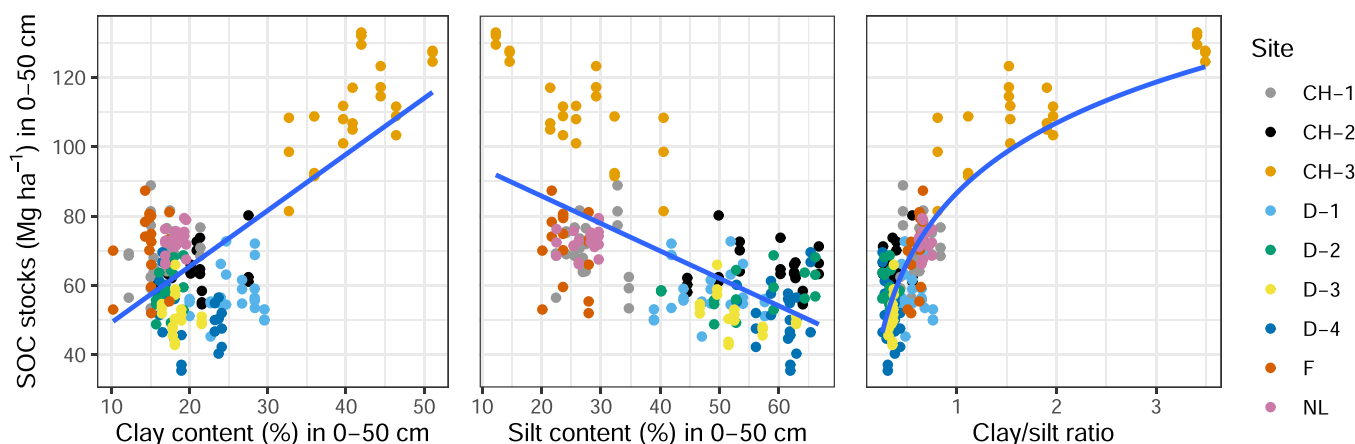 SOC stocks (Mg ha⁻¹) in 0–50 cm
120
100
80
60
40
10 20 30 40 50
Clay content (%) in 0–50 cm
10 20 30 40 50 60
Silt content (%) in 0–50 cm
1 2 3
Clay/silt ratio
Site
CH–1
CH–2
CH–3
D–1
D–2
D–3
D–4
F
NL